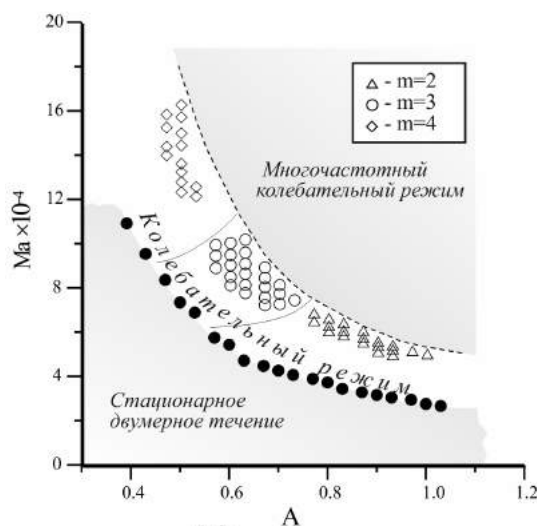 20
16
12
8
4
0
Ma ×10⁻⁴
- m=2
- m=3
- m=4
Многочастотный
колебательный режим
Колебательный режим
Стационарное
двумерное течение
0.4
0.6
0.8
1.0
1.2
A